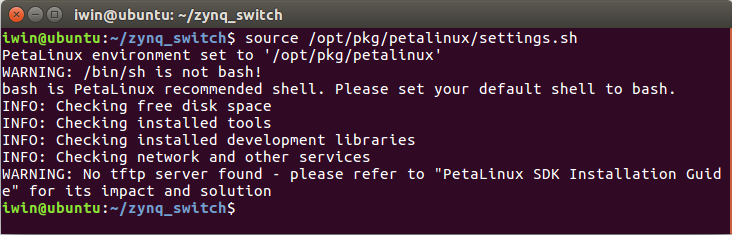 iwin@ubuntu: ~/zynq_switch
iwin@ubuntu:~/zynq_switch$ source /opt/pkg/petalinux/settings.sh
PetaLinux environment set to '/opt/pkg/petalinux'
WARNING: /bin/sh is not bash!
bash is PetaLinux recommended shell. Please set your default shell to bash.
INFO: Checking free disk space
INFO: Checking installed tools
INFO: Checking installed development libraries
INFO: Checking network and other services
WARNING: No tftp server found - please refer to "PetaLinux SDK Installation Guid
e" for its impact and solution
iwin@ubuntu:~/zynq_switch$